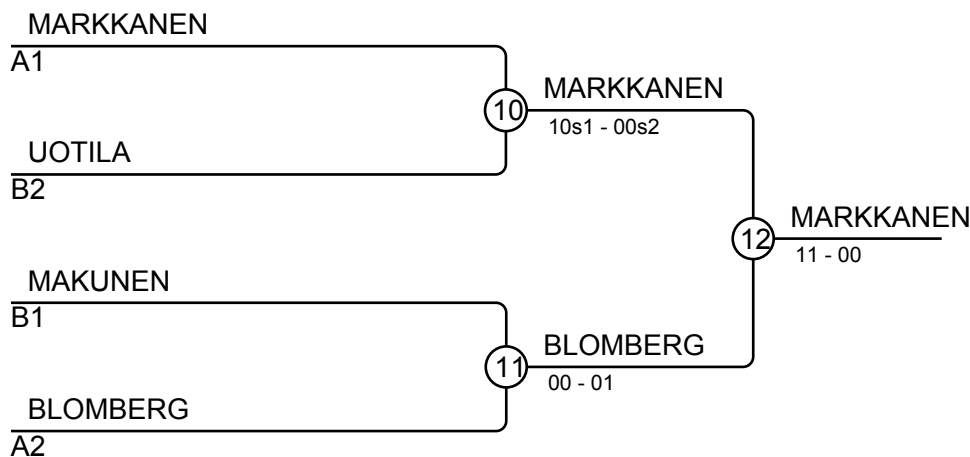 MARKKANEN
A1
10
MARKKANEN
10s1 - 00s2
UOTILA
B2
12
MARKKANEN
11 - 00
MAKUNEN
B1
11
BLOMBERG
00 - 01
BLOMBERG
A2